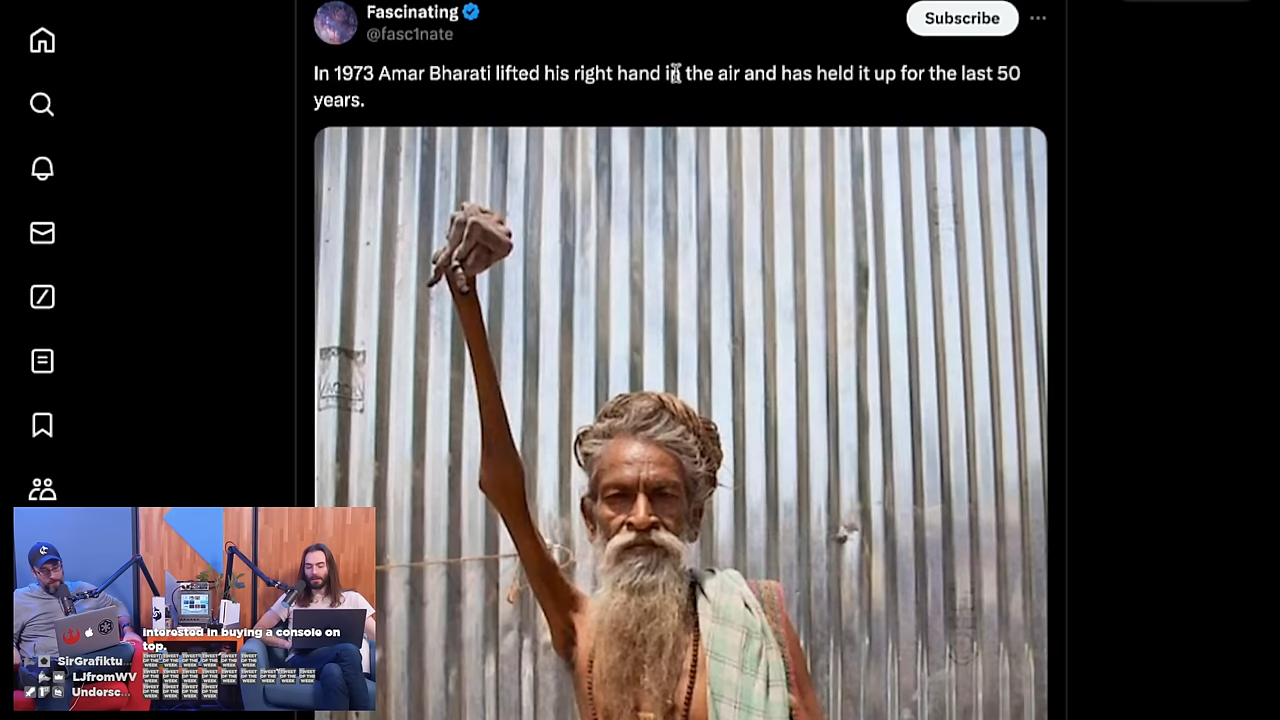 Fascinating
@fasc1nate
Subscribe
In 1973 Amar Bharati lifted his right hand in the air and has held it up for the last 50
years.
interested in buying a console on
top.
SirGrafiktu...
LJfromWV
Undersc...